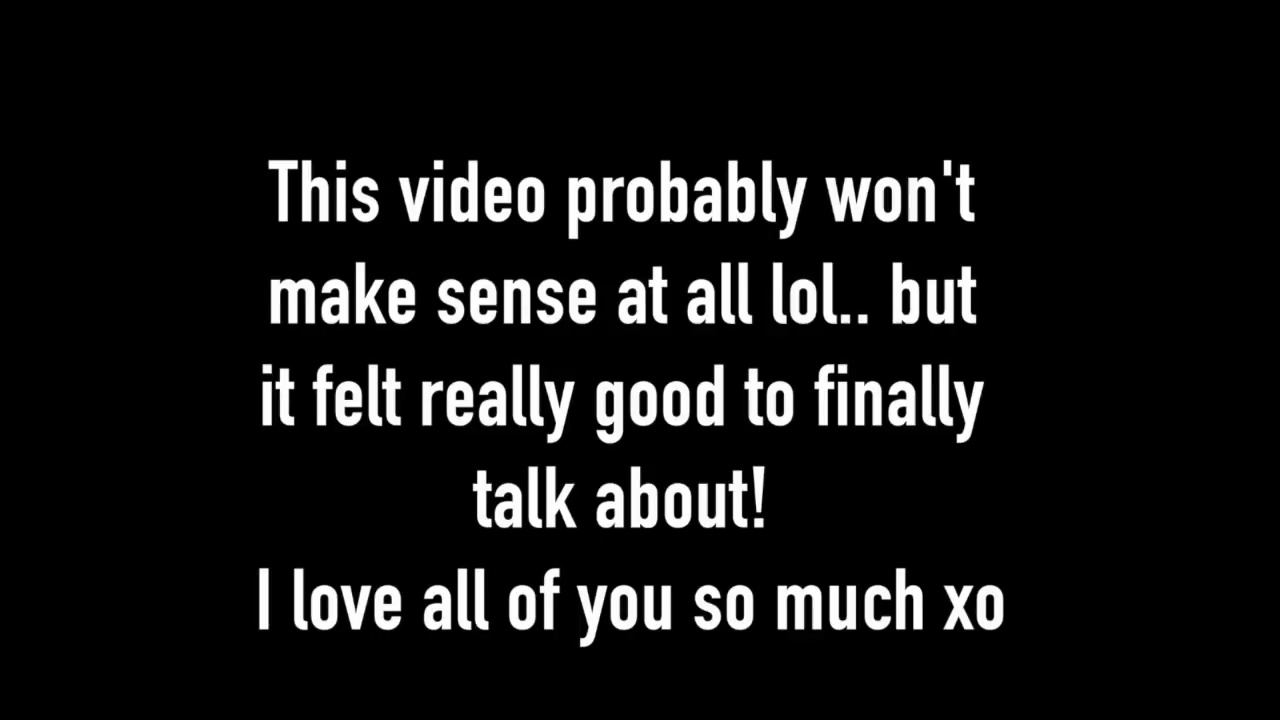 This video probably won't
make sense at all lol.. but
it felt really good to finally
talk about!
I love all of you so much xo